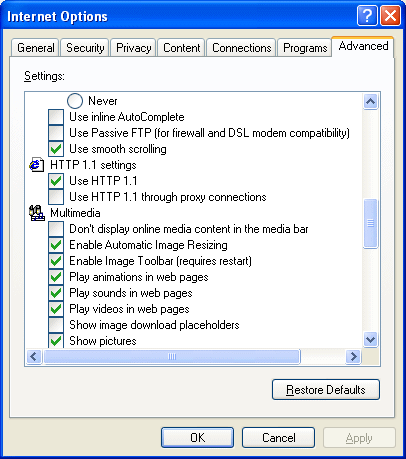 Internet Options
General Security Privacy Content Connections Programs Advanced
Settings:
Never
Use inline AutoComplete
Use Passive FTP (for firewall and DSL modem compatibility)
Use smooth scrolling
HTTP 1.1 settings
Use HTTP 1.1
Use HTTP 1.1 through proxy connections
Multimedia
Don't display online media content in the media bar
Enable Automatic Image Resizing
Enable Image Toolbar (requires restart)
Play animations in web pages
Play sounds in web pages
Play videos in web pages
Show image download placeholders
Show pictures
Restore Defaults
OK Cancel Apply